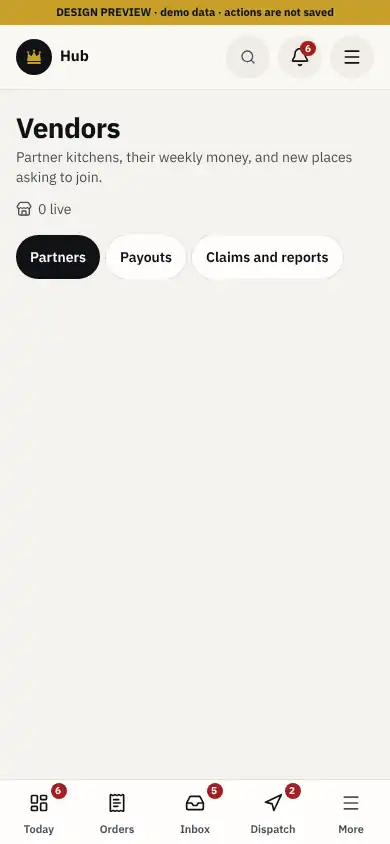 DESIGN PREVIEW · demo data · actions are not saved
Hub
6
Vendors
Partner kitchens, their weekly money, and new places
asking to join.
0 live
Partners
Payouts
Claims and reports
6
5
2
Today
Orders
Inbox
Dispatch
More